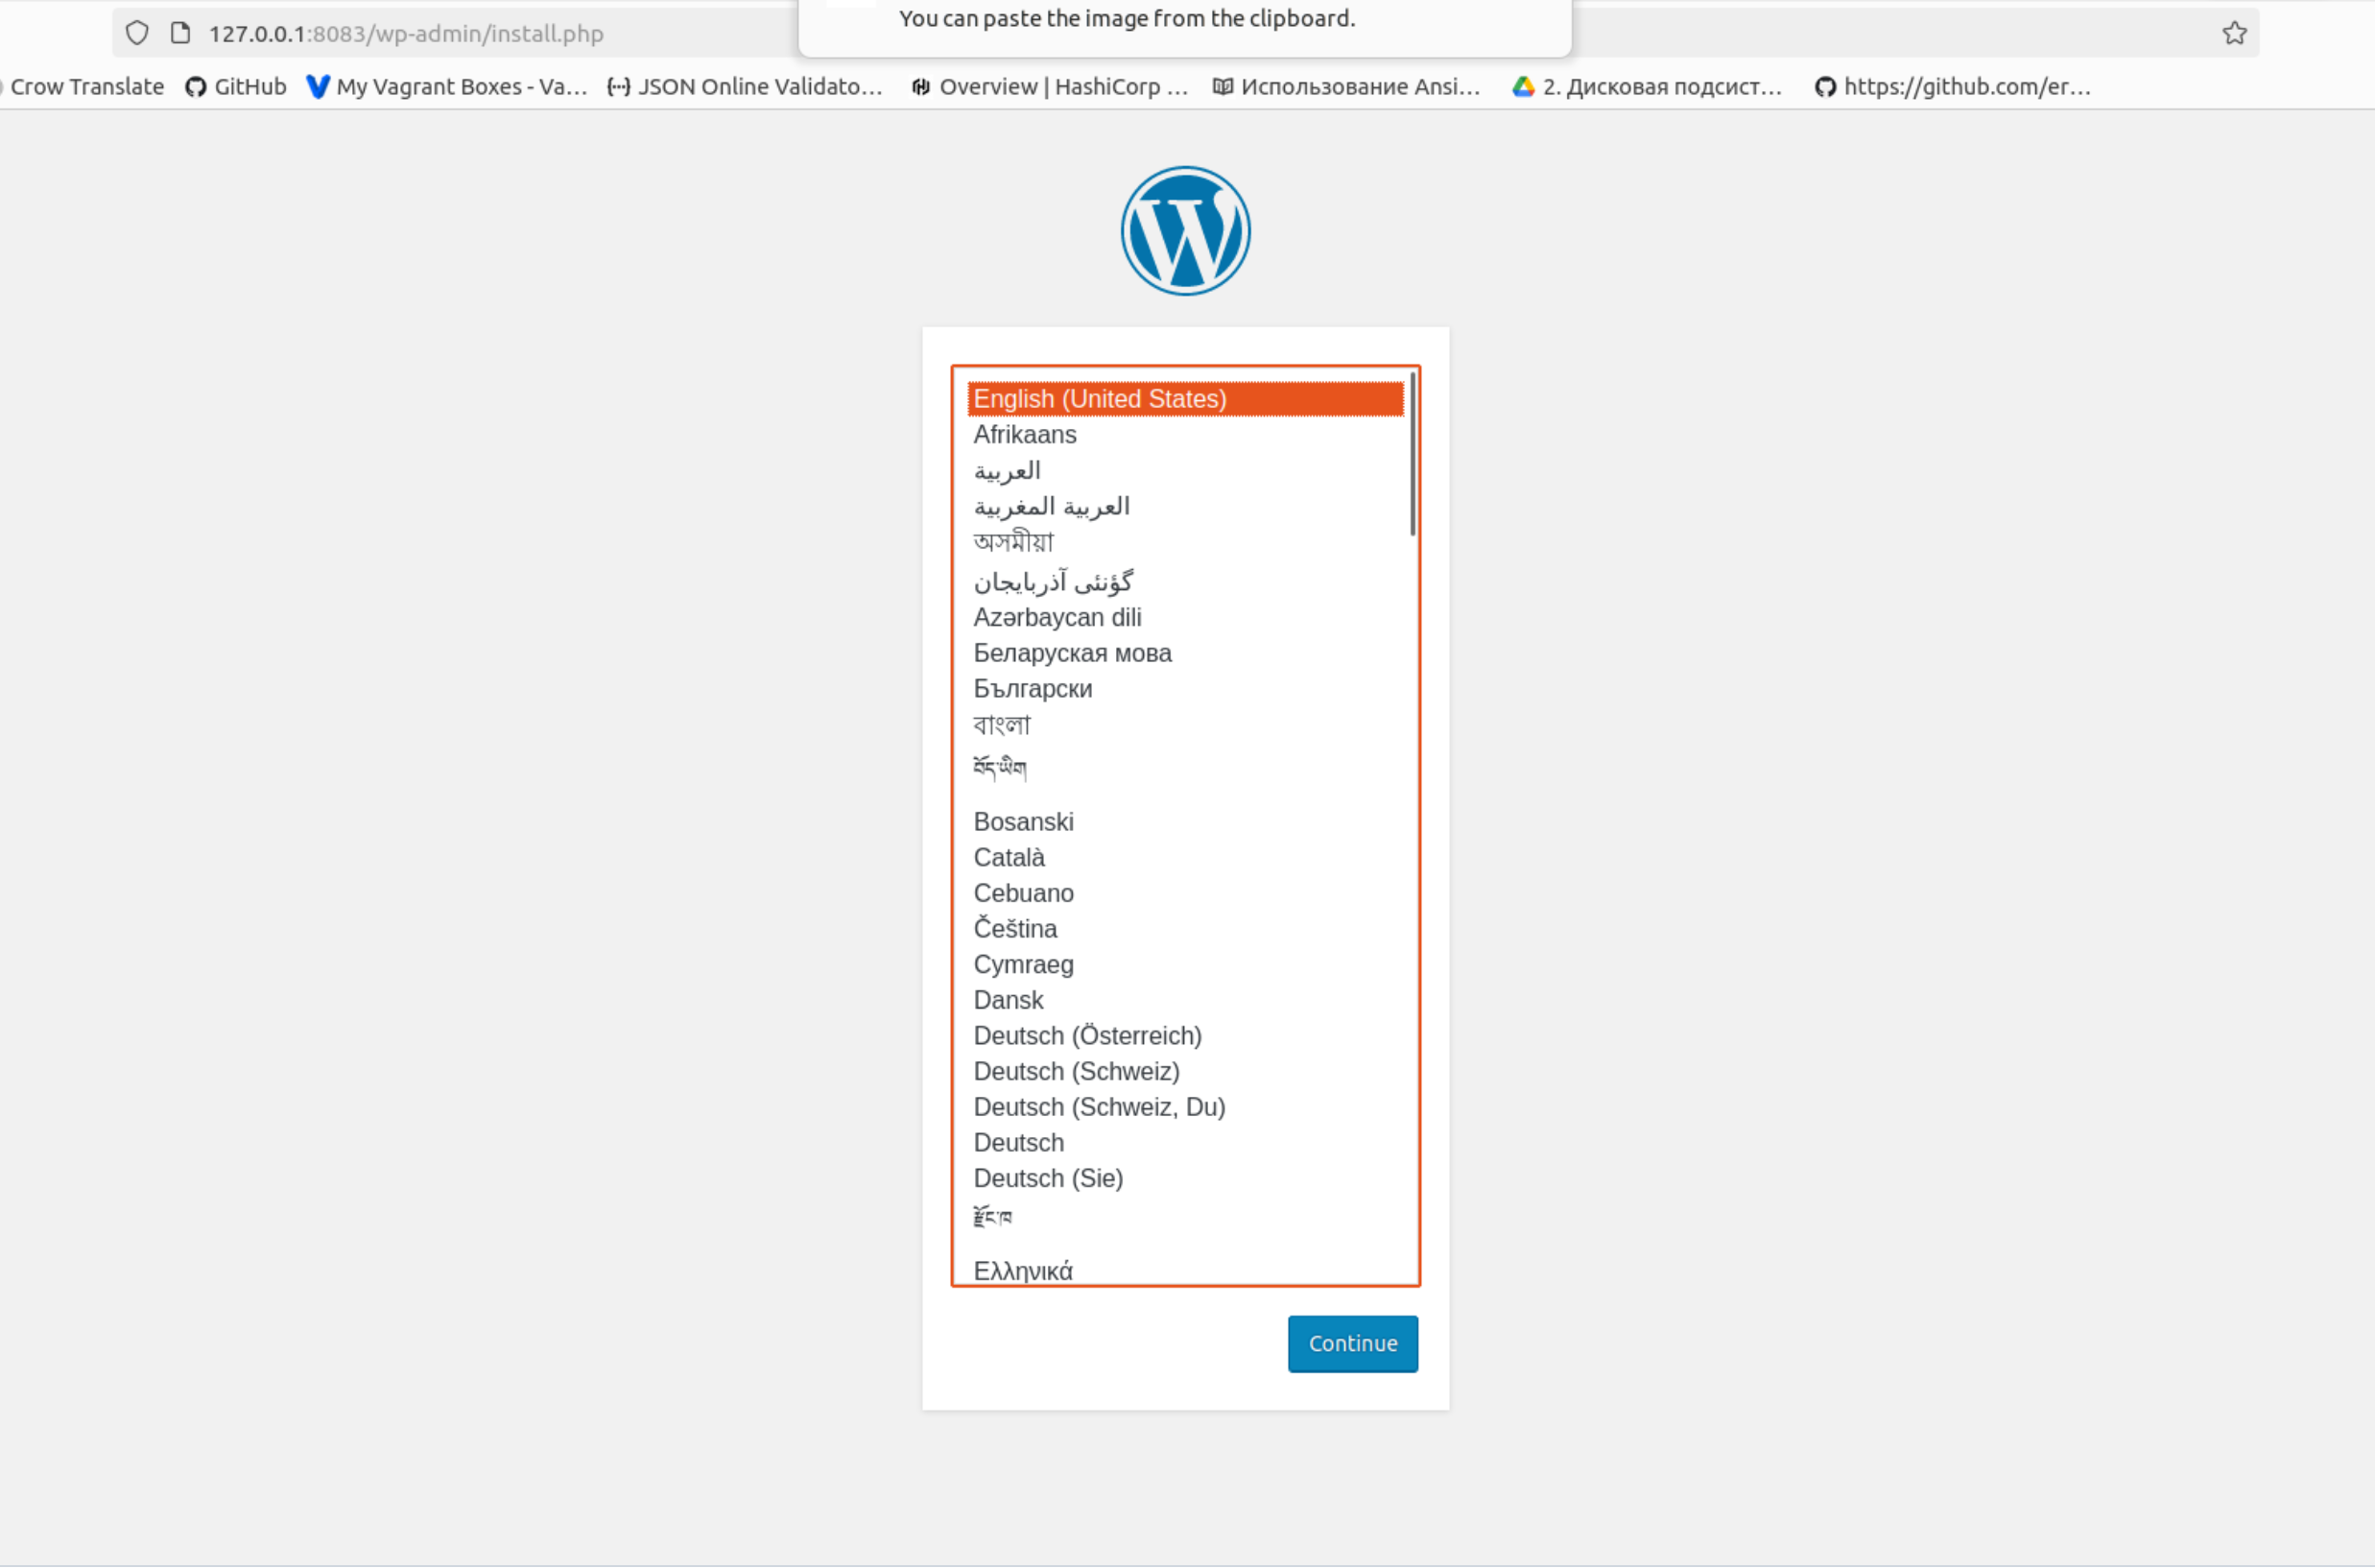 You can paste the image from the clipboard.
127.0.0.1:8083/wp-admin/install.php
Crow Translate GitHub My Vagrant Boxes - Va... JSON Online Validato... Overview | HashiCorp ... Использование Ansi... 2. Дисковая подсист... https://github.com/er...
English (United States)
Afrikaans
العربية
العربية المغربية
অসমীয়া
گؤنئی آذربایجان
Azərbaycan dili
Беларуская мова
Български
বাংলা
བོད་ཡིག
Bosanski
Català
Cebuano
Čeština
Cymraeg
Dansk
Deutsch (Österreich)
Deutsch (Schweiz)
Deutsch (Schweiz, Du)
Deutsch
Deutsch (Sie)
རྫོང་ཁ
Ελληνικά
Continue